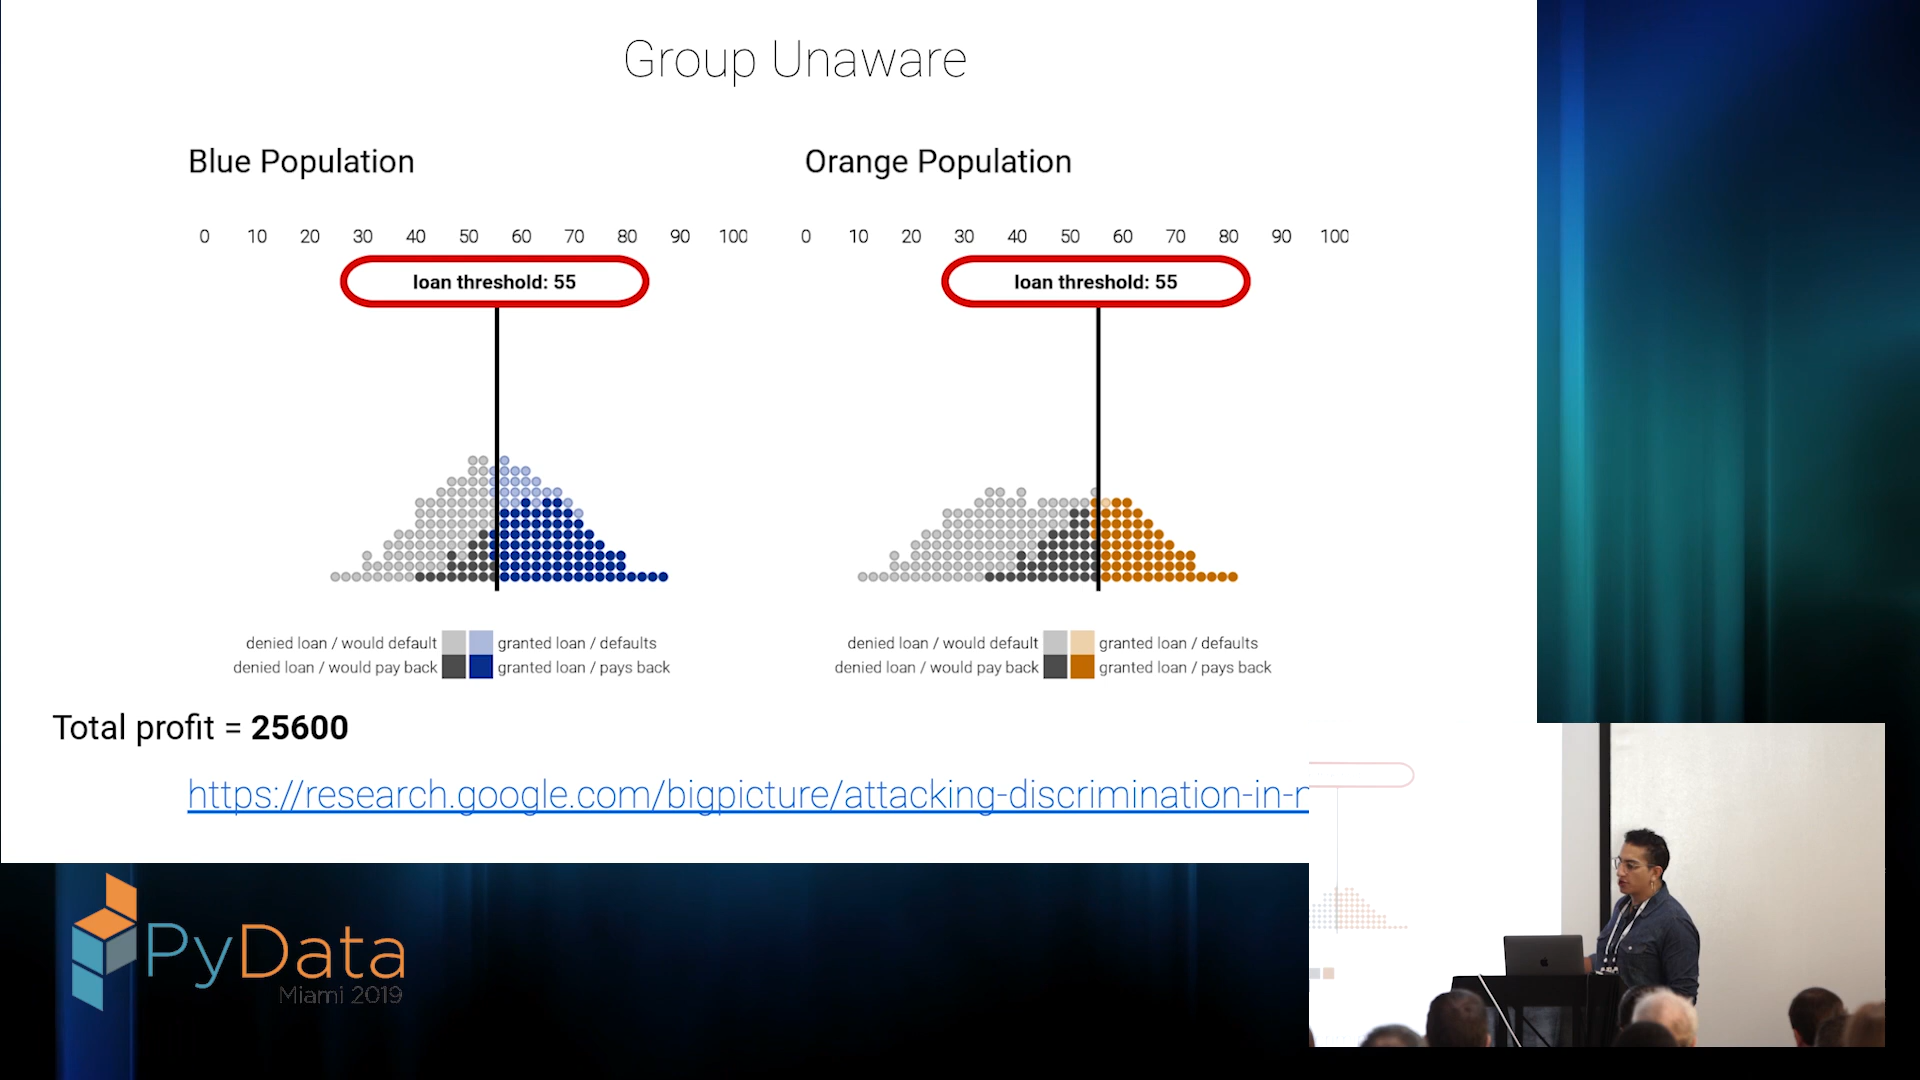 Group Unaware
Blue Population
Orange Population
0 10 20 30 40 50 60 70 80 90 100
0 10 20 30 40 50 60 70 80 90 100
loan threshold: 55
loan threshold: 55
denied loan / would default
granted loan / defaults
denied loan / would pay back
granted loan / pays back
denied loan / would default
granted loan / defaults
denied loan / would pay back
granted loan / pays back
Total profit = 25600
https://research.google.com/bigpicture/attacking-discrimination-in-
PyData
Miami 2019